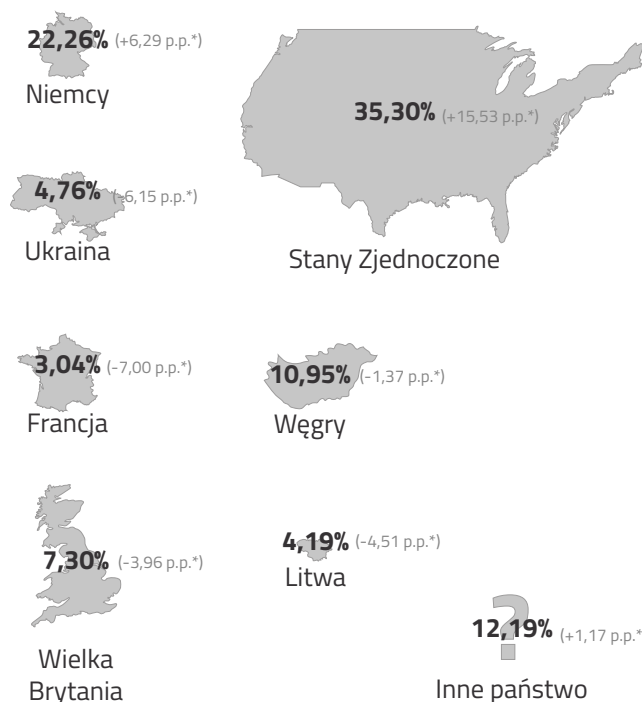 22,26% (+6,29 p.p.*)
Niemcy
35,30% (+15,53 p.p.*)
Stany Zjednoczone
4,76% (-6,15 p.p.*)
Ukraina
3,04% (-7,00 p.p.*)
Francja
10,95% (-1,37 p.p.*)
Węgry
7,30% (-3,96 p.p.*)
Wielka
Brytania
4,19% (-4,51 p.p.*)
Litwa
?
12,19% (+1,17 p.p.*
Inne państwo